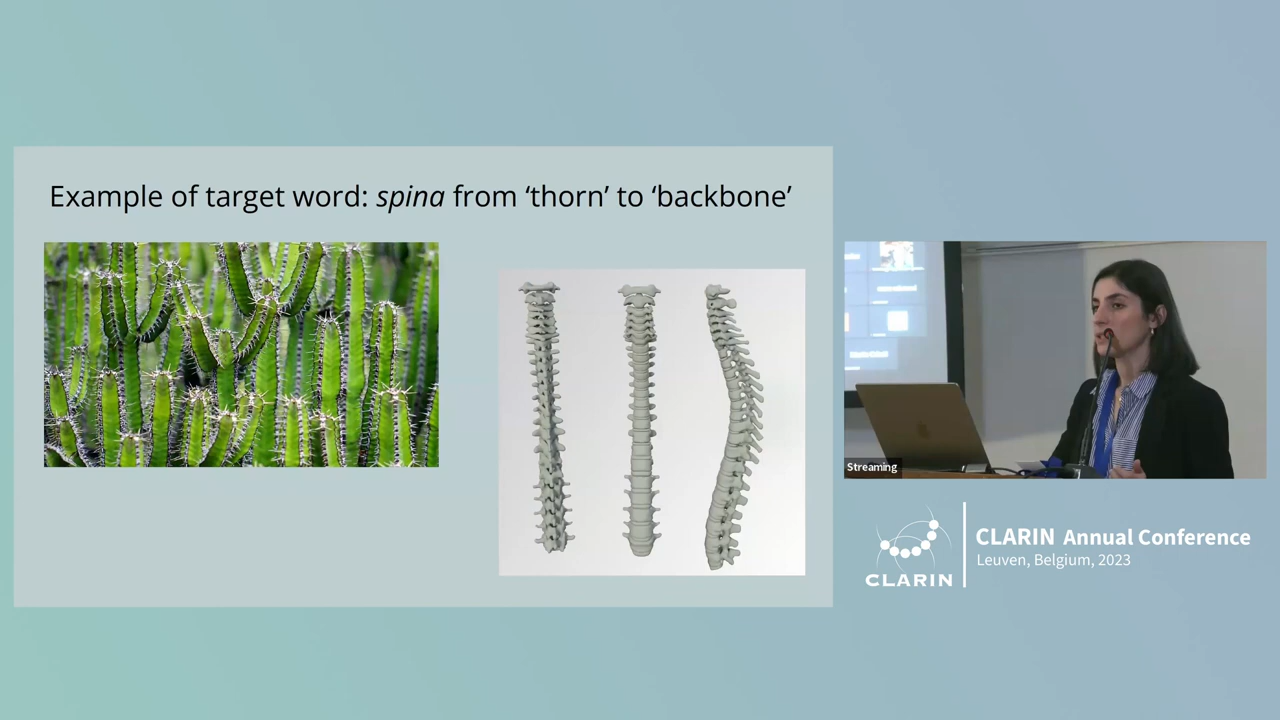 Example of target word: spina from ‘thorn’ to ‘backbone’
Streaming
CLARIN
CLARIN Annual Conference
Leuven, Belgium, 2023